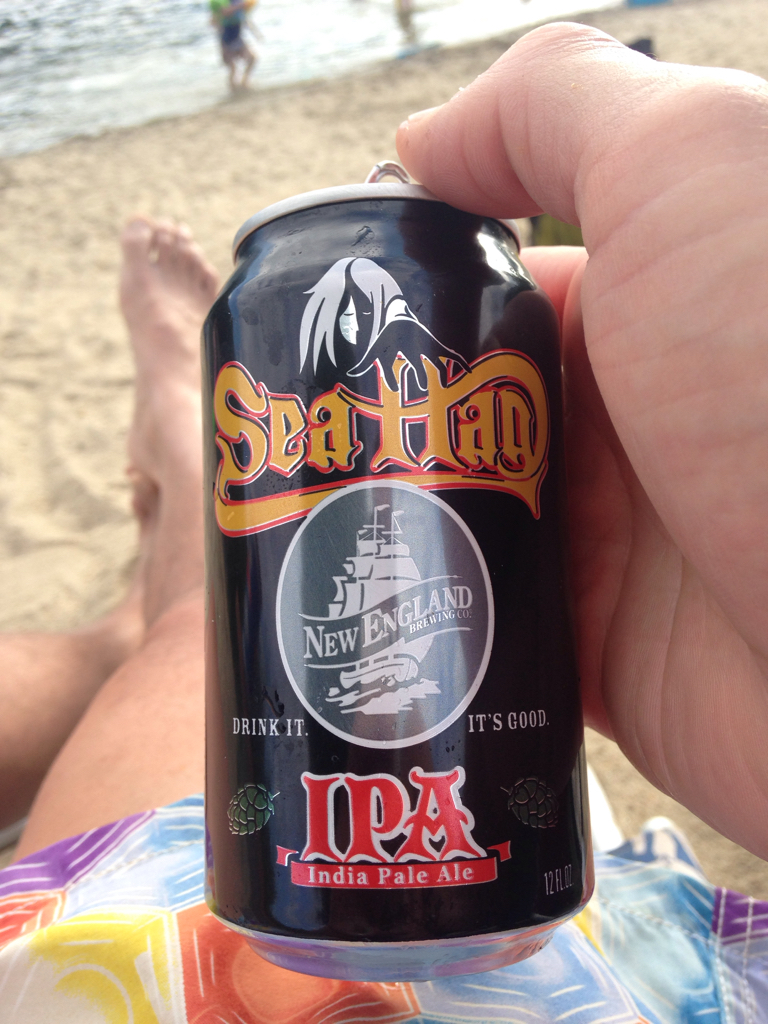 Sea Hag
New England
Brewing Co.
Drink it. It's good.
IPA
India Pale Ale
12 FL.OZ.